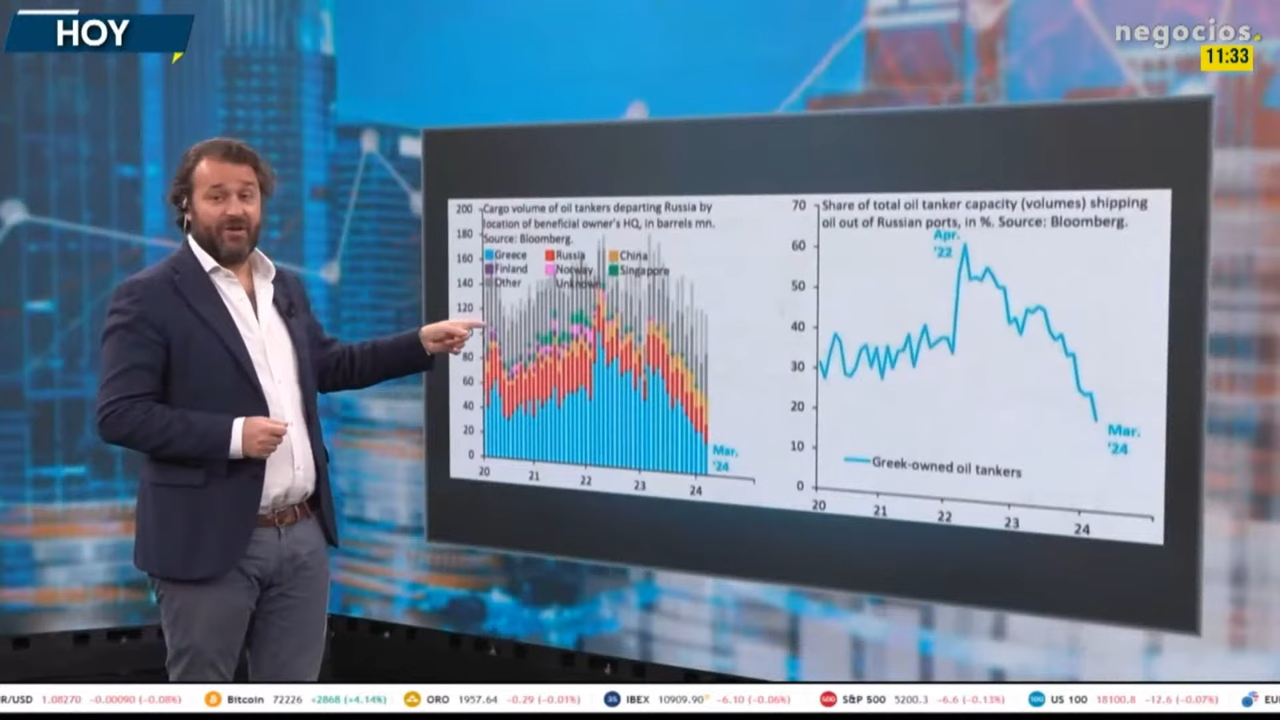 HOY
negocios.
11:33
200
180
160
140
120
80
60
40
20
0
Cargo volume of oil tankers departing Russia by
location of beneficial owner's HQ, in barrels mn.
Source: Bloomberg.
Greece Russia China
Finland Norway Singapore
Other Unknown
Mar.
'24
20 21 22 23 24
70
60
50
40
30
20
10
0
Share of total oil tanker capacity (volumes) shipping
oil out of Russian ports, in %. Source: Bloomberg.
Apr.
'22
Mar.
'24
Greek-owned oil tankers
20 21 22 23 24
R/USD 1.08270 -0.00090 (-0.08%) Bitcoin 72226 +2868 (+4.14%) ORO 1957.64 -0.29 (-0.01%) 35 IBEX 10909.90 -6.10 (-0.06%) 500 S&P 500 5200.3 -6.6 (-0.13%) 100 US 100 18100.8 -12.6 (-0.07%) EU